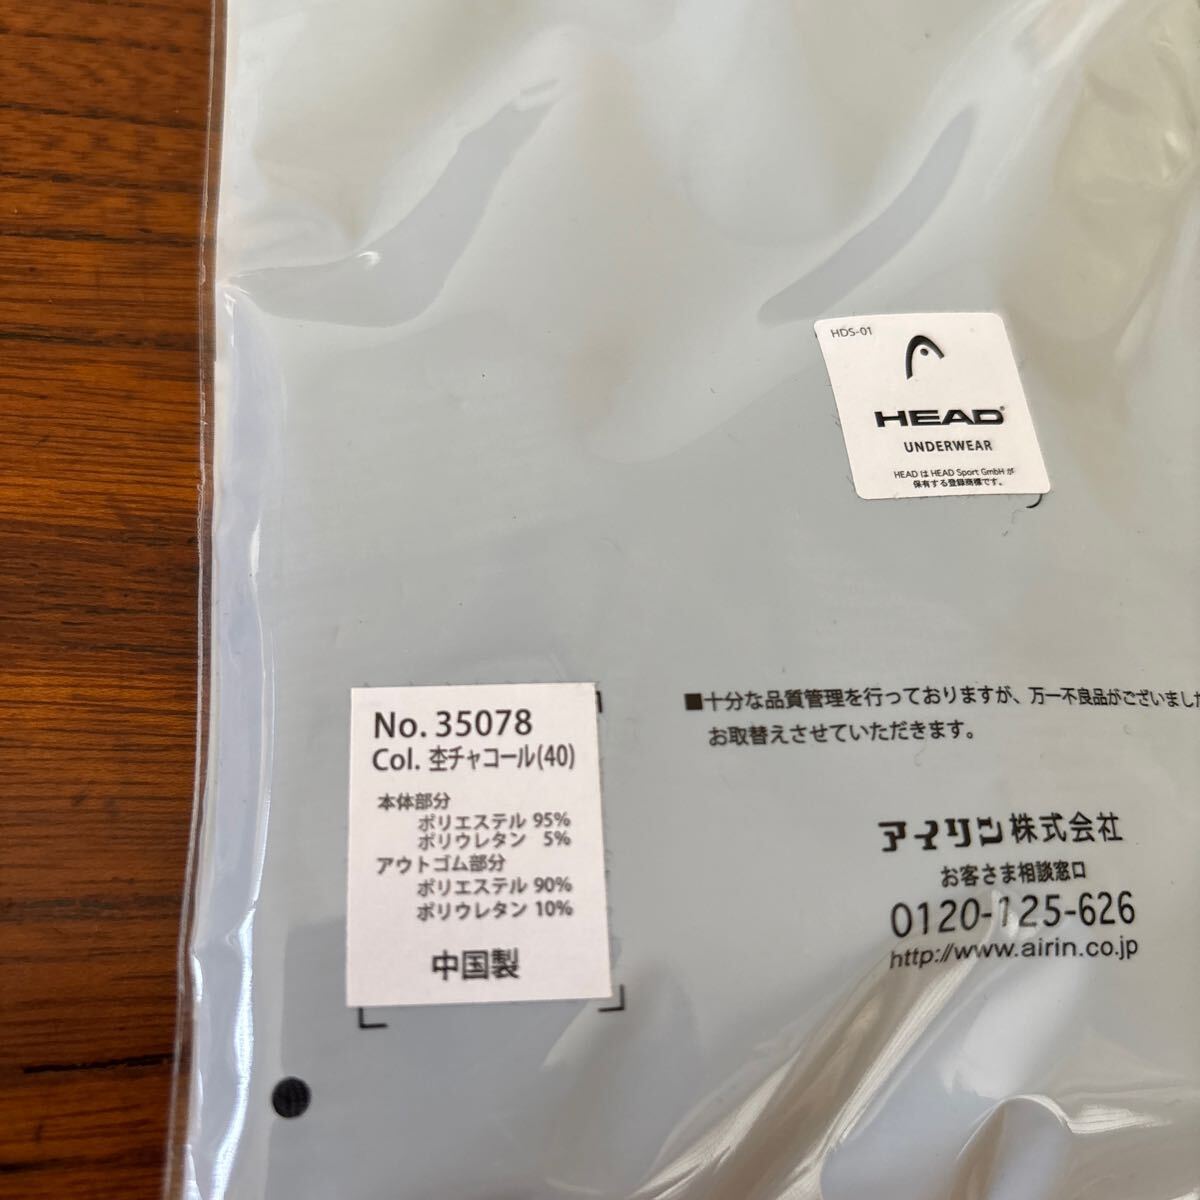 HDS-01
HEAD®
UNDERWEAR
HEAD は HEAD Sport GmbH が
保有する登録商標です。
No. 35078
Col. 杢チャコール(40)
本体部分
ポリエステル 95%
ポリウレタン 5%
アウトゴム部分
ポリエステル 90%
ポリウレタン 10%
中国製
■十分な品質管理を行っておりますが、万一不良品がございました
お取替えさせていただきます。
アイリン株式会社
お客さま相談窓口
0120-125-626
http://www.airin.co.jp